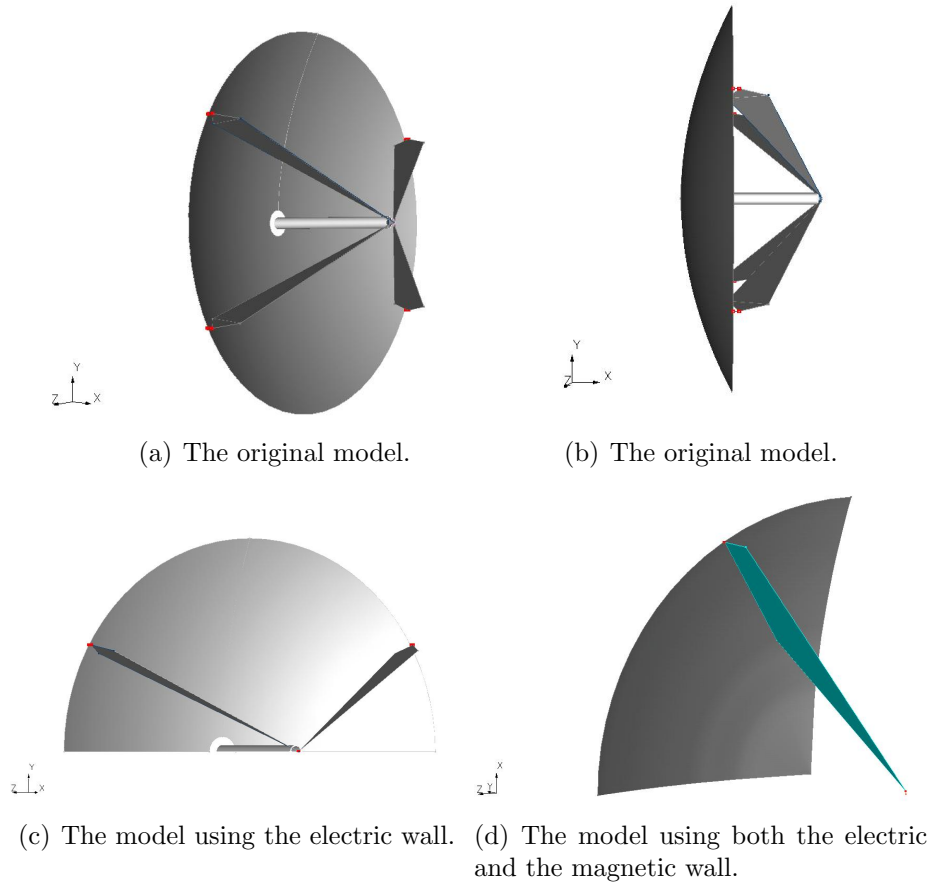 Y
Z
X
Y
Z
X
(a) The original model.
(b) The original model.
Y
Z
X
X
Z
Y
(c) The model using the electric wall.
(d) The model using both the electric
and the magnetic wall.